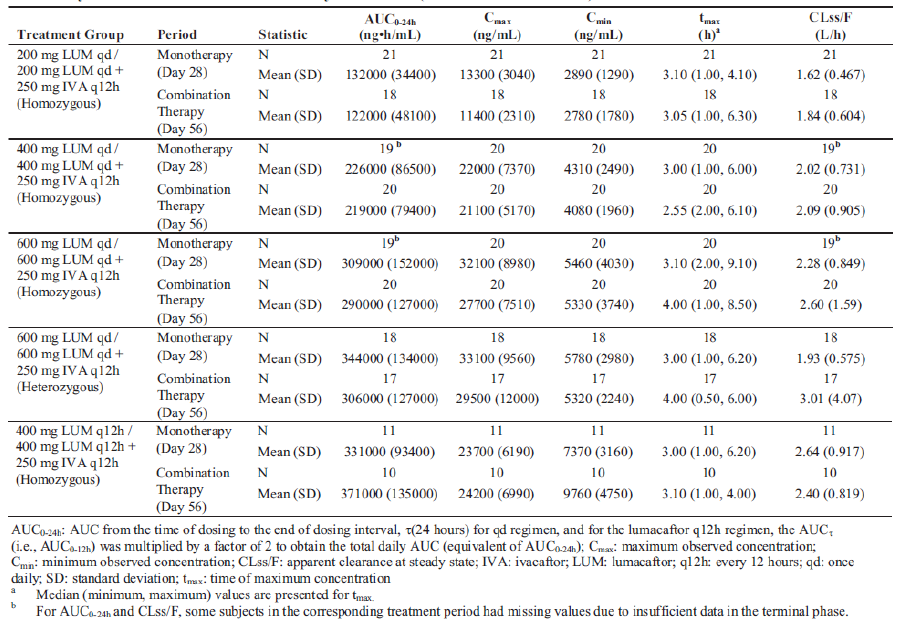 AUC0-24h Cmax Cmin tmax CLss/F
Treatment Group Period Statistic (ng•h/mL) (ng/mL) (ng/mL) (h)a (L/h)
200 mg LUM qd / Monotherapy N 21 21 21 21 21
200 mg LUM qd + (Day 28) Mean (SD) 132000 (34400) 13300 (3040) 2890 (1290) 3.10 (1.00, 4.10) 1.62 (0.467)
250 mg IVA q12h Combination N 18 18 18 18 18
(Homozygous) Therapy Mean (SD) 122000 (48100) 11400 (2310) 2780 (1780) 3.05 (1.00, 6.30) 1.84 (0.604)
(Day 56)
400 mg LUM qd / Monotherapy N 19 b 20 20 20 19b
400 mg LUM qd + (Day 28) Mean (SD) 226000 (86500) 22000 (7370) 4310 (2490) 3.00 (1.00, 6.00) 2.02 (0.731)
250 mg IVA q12h Combination N 20 20 20 20 20
(Homozygous) Therapy Mean (SD) 219000 (79400) 21100 (5170) 4080 (1960) 2.55 (2.00, 6.10) 2.09 (0.905)
(Day 56)
600 mg LUM qd / Monotherapy N 19b 20 20 20 19b
600 mg LUM qd + (Day 28) Mean (SD) 309000 (152000) 32100 (8980) 5460 (4030) 3.10 (2.00, 9.10) 2.28 (0.849)
250 mg IVA q12h Combination N 20 20 20 20 20
(Homozygous) Therapy Mean (SD) 290000 (127000) 27700 (7510) 5330 (3740) 4.00 (1.00, 8.50) 2.60 (1.59)
(Day 56)
600 mg LUM qd / Monotherapy N 18 18 18 18 18
600 mg LUM qd + (Day 28) Mean (SD) 344000 (134000) 33100 (9560) 5780 (2980) 3.00 (1.00, 6.20) 1.93 (0.575)
250 mg IVA q12h Combination N 17 17 17 17 17
(Heterozygous) Therapy Mean (SD) 306000 (127000) 29500 (12000) 5320 (2240) 4.00 (0.50, 6.00) 3.01 (4.07)
(Day 56)
400 mg LUM q12h / Monotherapy N 11 11 11 11 11
400 mg LUM q12h + (Day 28) Mean (SD) 331000 (93400) 23700 (6190) 7370 (3160) 3.00 (1.00, 6.20) 2.64 (0.917)
250 mg IVA q12h Combination N 10 10 10 10 10
(Homozygous) Therapy Mean (SD) 371000 (135000) 24200 (6990) 9760 (4750) 3.10 (1.00, 4.00) 2.40 (0.819)
(Day 56)
AUC0-24h: AUC from the time of dosing to the end of dosing interval, τ(24 hours) for qd regimen, and for the lumacaftor q12h regimen, the AUCτ
(i.e., AUC0-12h) was multiplied by a factor of 2 to obtain the total daily AUC (equivalent of AUC0-24h); Cmax: maximum observed concentration;
Cmin: minimum observed concentration; CLss/F: apparent clearance at steady state; IVA: ivacaftor; LUM: lumacaftor; q12h: every 12 hours; qd: once
daily; SD: standard deviation; tmax: time of maximum concentration
a Median (minimum, maximum) values are presented for tmax.
b For AUC0-24h and CLss/F, some subjects in the corresponding treatment period had missing values due to insufficient data in the terminal phase.